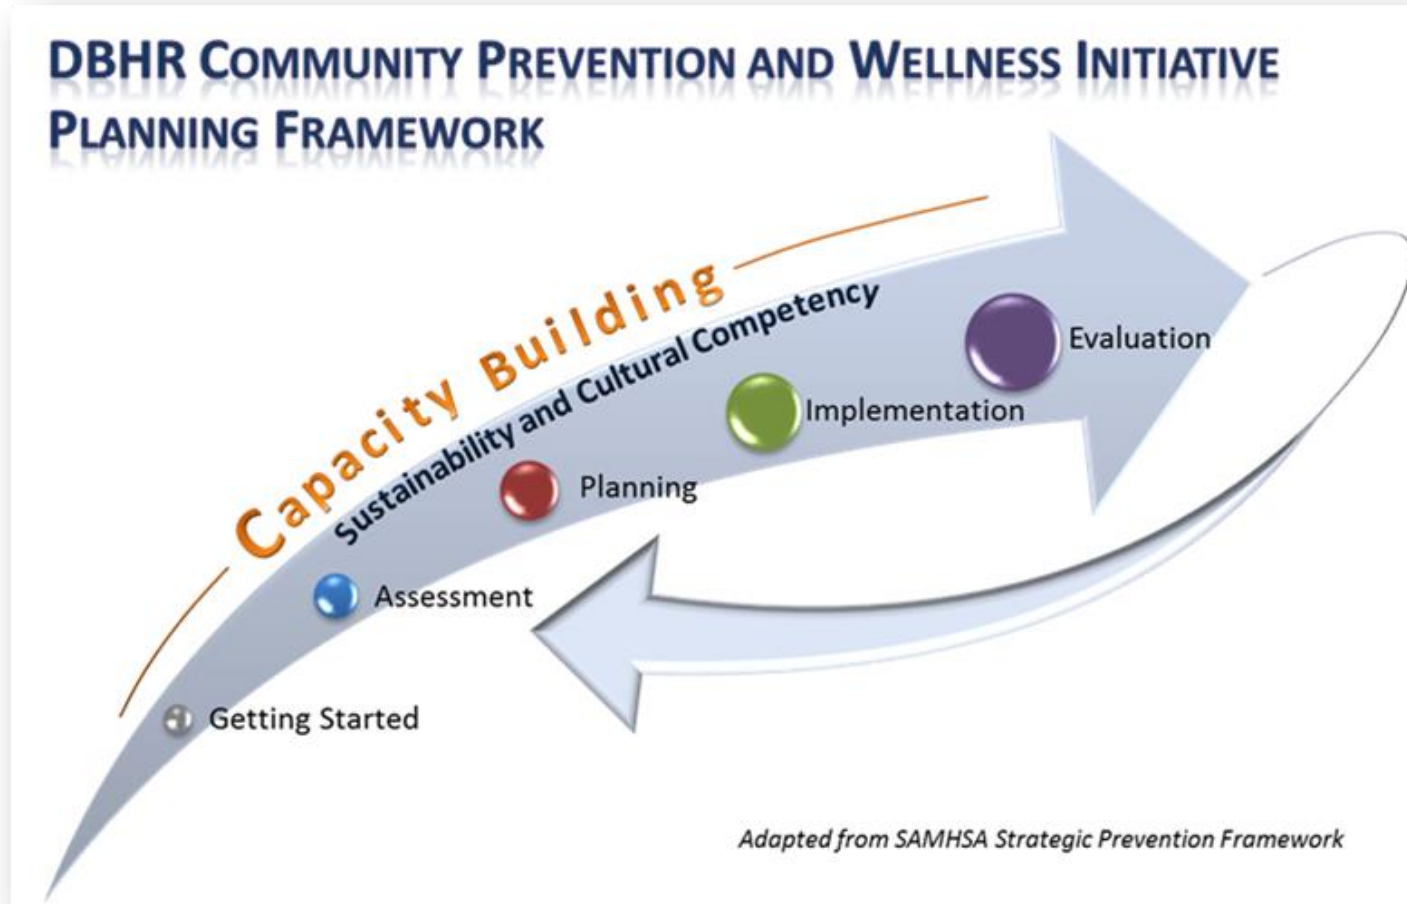 DBHR COMMUNITY PREVENTION AND WELLNESS INITIATIVE
PLANNING FRAMEWORK
Capacity Building
Sustainability and Cultural Competency
Evaluation
Implementation
Planning
Assessment
Getting Started
Adapted from SAMHSA Strategic Prevention Framework